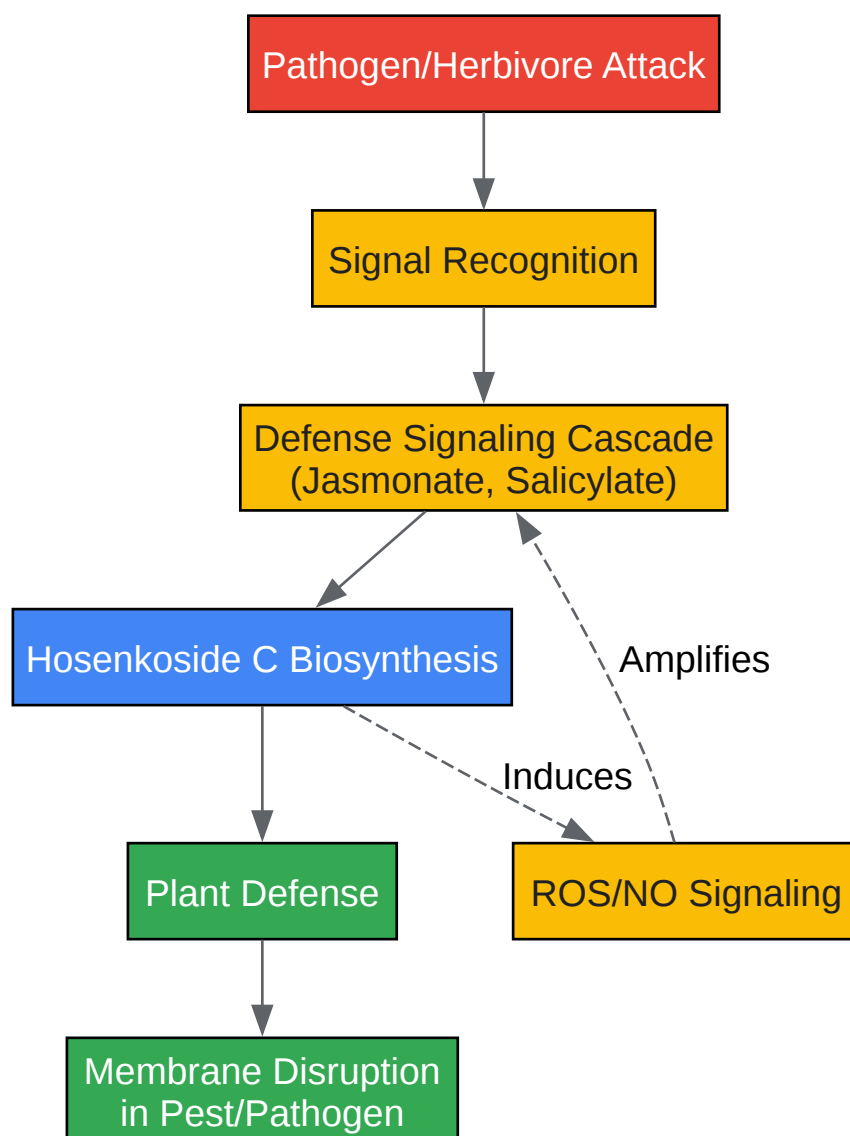 Pathogen/Herbivore Attack
Signal Recognition
Defense Signaling Cascade
(Jasmonate, Salicylate)
Hosenkoside C Biosynthesis
Amplifies
Induces
Plant Defense
ROS/NO Signaling
Membrane Disruption
in Pest/Pathogen